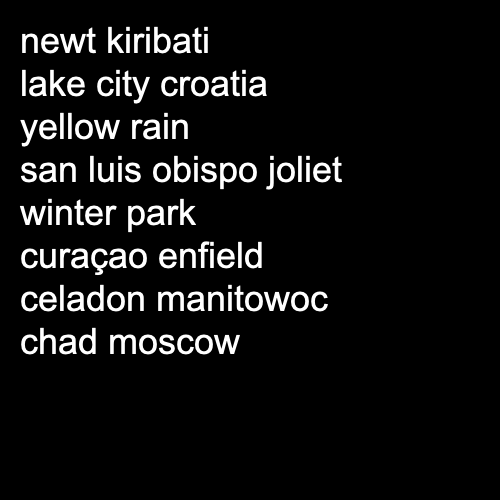 newt kiribati
lake city croatia
yellow rain
san luis obispo joliet
winter park
curaçao enfield
celadon manitowoc
chad moscow